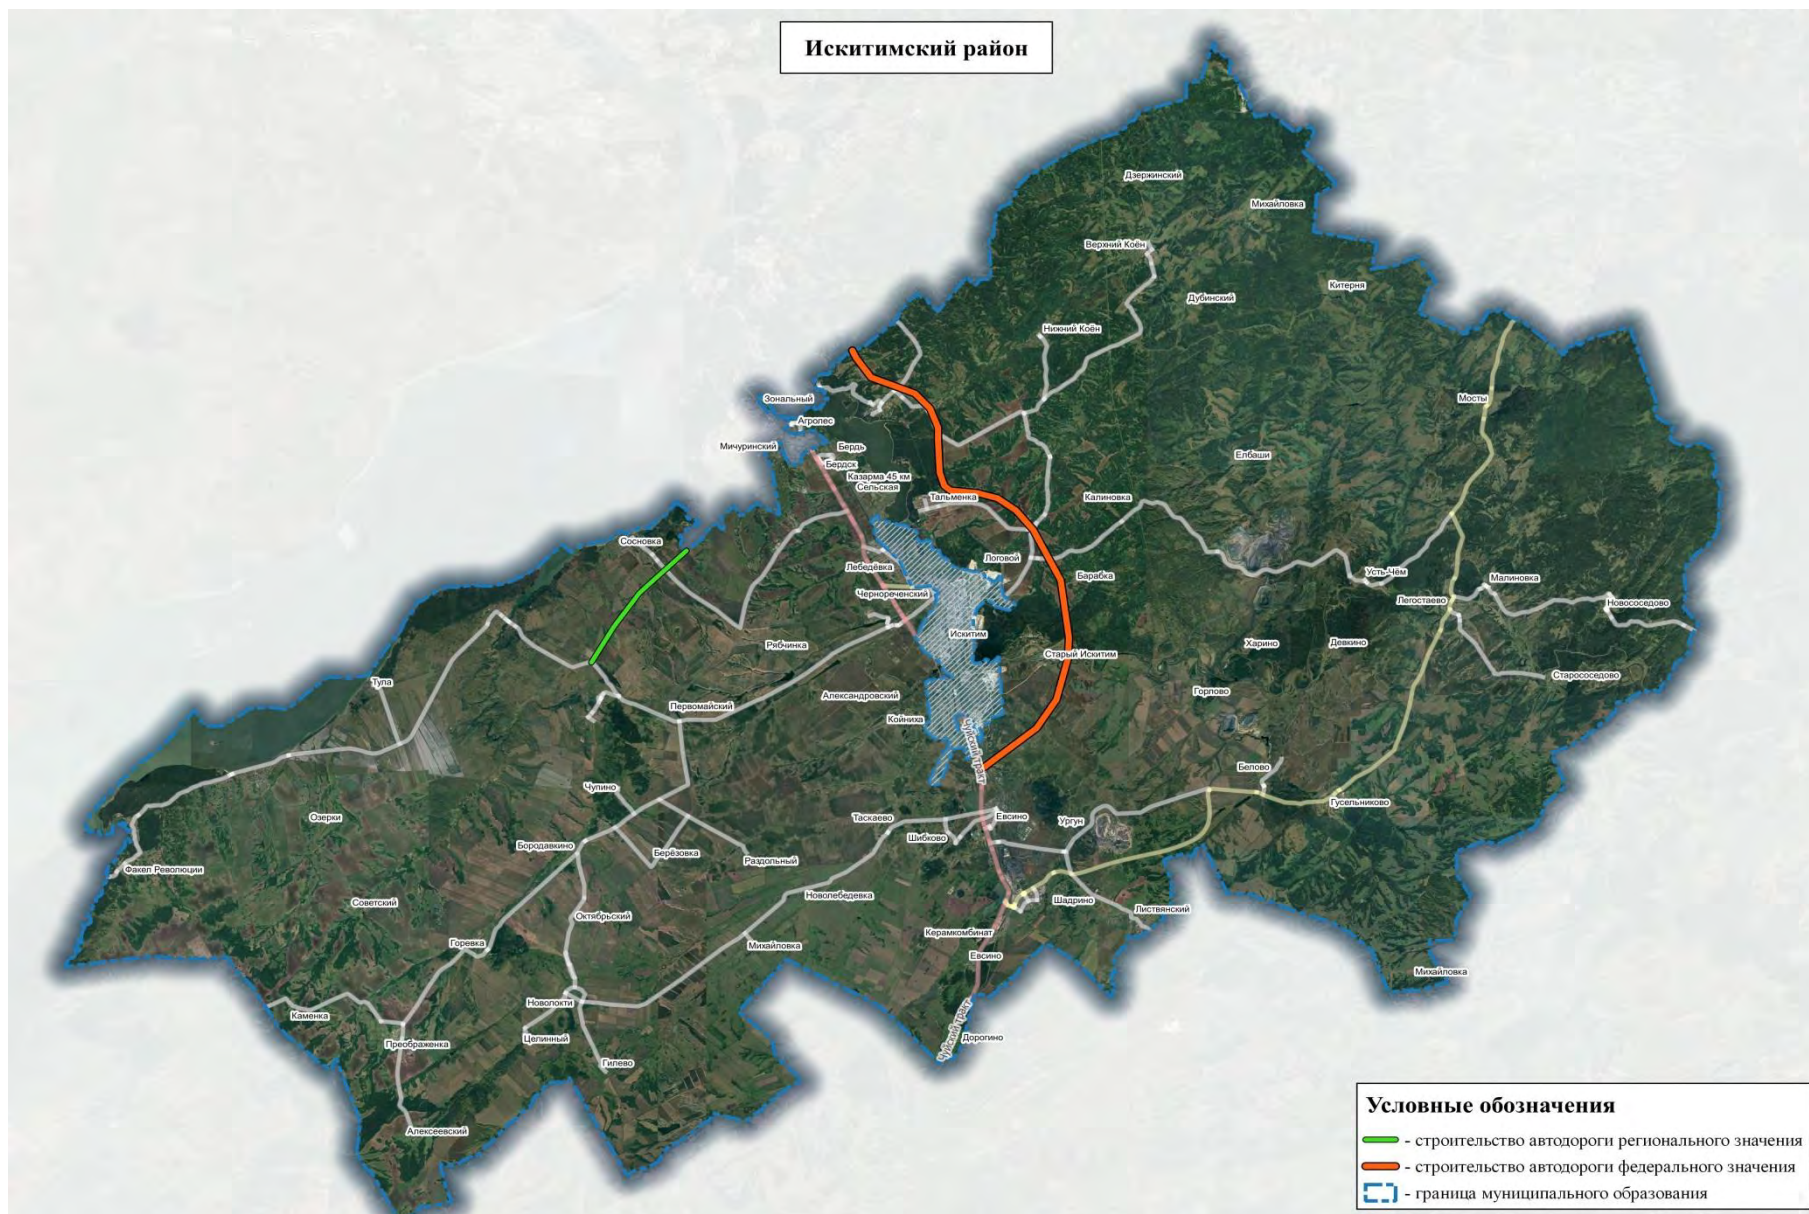 Искитимский район
Дзержинский
Михайловка
Верхний Коён
Китерня
Дубинский
Нижний Коён
Зональный
Мосты
Агролес
Мичуринский
Бердь
Елбаши
Бердск
Казарма 45 км
Сельская
Тальменка
Калиновка
Сосновка
Логовой
Лебедёвка
Барабка
Усть-Чём
Малиновка
Чернореченский
Легостаево
Новососедово
Искитим
Рябчинка
Харино
Девкино
Старый Искитим
Старососедово
Тула
Александровский
Горлово
Первомайский
Койниха
Чуйский тракт
Белово
Чупино
Гусельниково
Озерки
Таскаево
Евсино
Ургун
Шибково
Бородавкино
Берёзовка
Раздольный
Факел Революции
Новолебедевка
Советский
Шадрино
Листвянский
Октябрьский
Керамкомбинат
Горевка
Михайловка
Евсино
Михайловка
Новолокти
Каменка
Чуйский тракт
Целинный
Дорогино
Преображенка
Гилево
Алексеевский
Условные обозначения
- строительство автодороги регионального значения
- строительство автодороги федерального значения
- граница муниципального образования